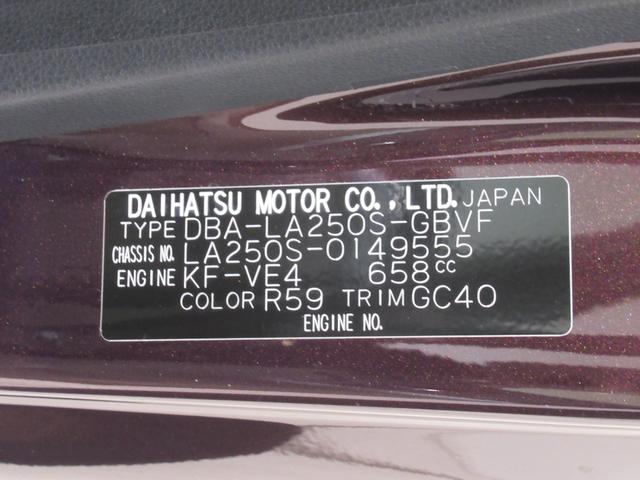 DAIHATSU MOTOR CO., LTD. JAPAN
TYPE DBA-LA250S-GBVF
CHASSIS NO. LA250S-0149555
ENGINE KF-VE4 658cc
COLOR R59 TRIM GC40
ENGINE NO.